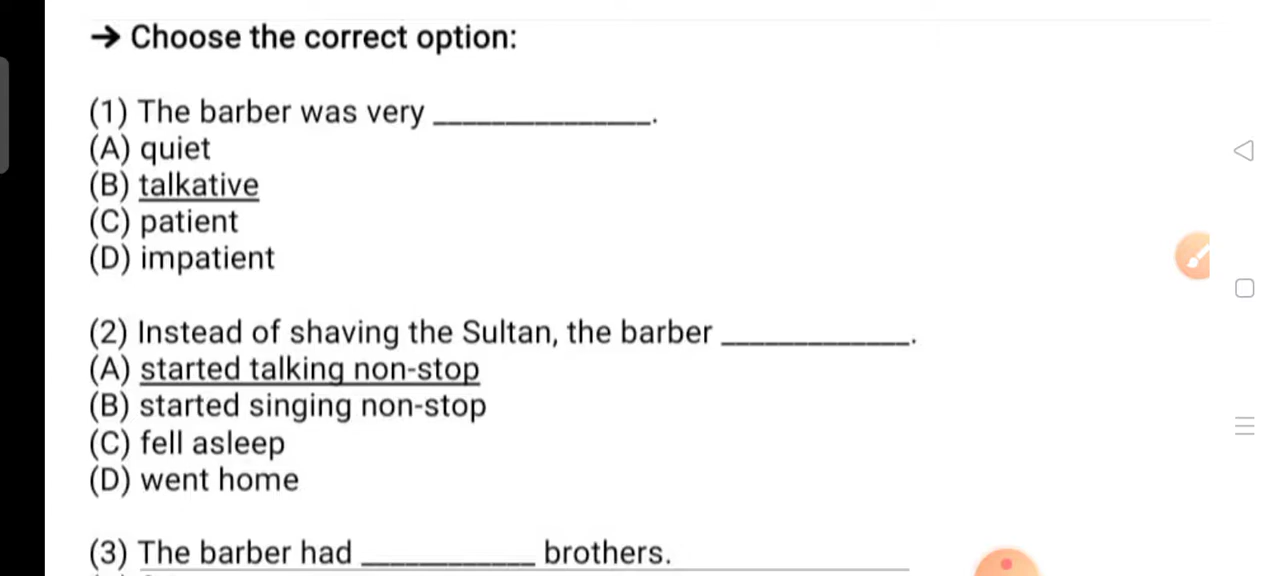 → Choose the correct option:
(1) The barber was very _______________.
(A) quiet
(B) talkative
(C) patient
(D) impatient
(2) Instead of shaving the Sultan, the barber _____________.
(A) started talking non-stop
(B) started singing non-stop
(C) fell asleep
(D) went home
(3) The barber had ____________ brothers.